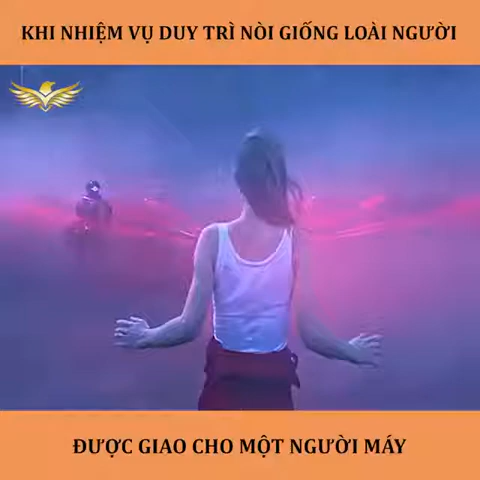 KHI NHIỆM VỤ DUY TRÌ NÒI GIỐNG LOÀI NGƯỜI
ĐƯỢC GIAO CHO MỘT NGƯỜI MÁY